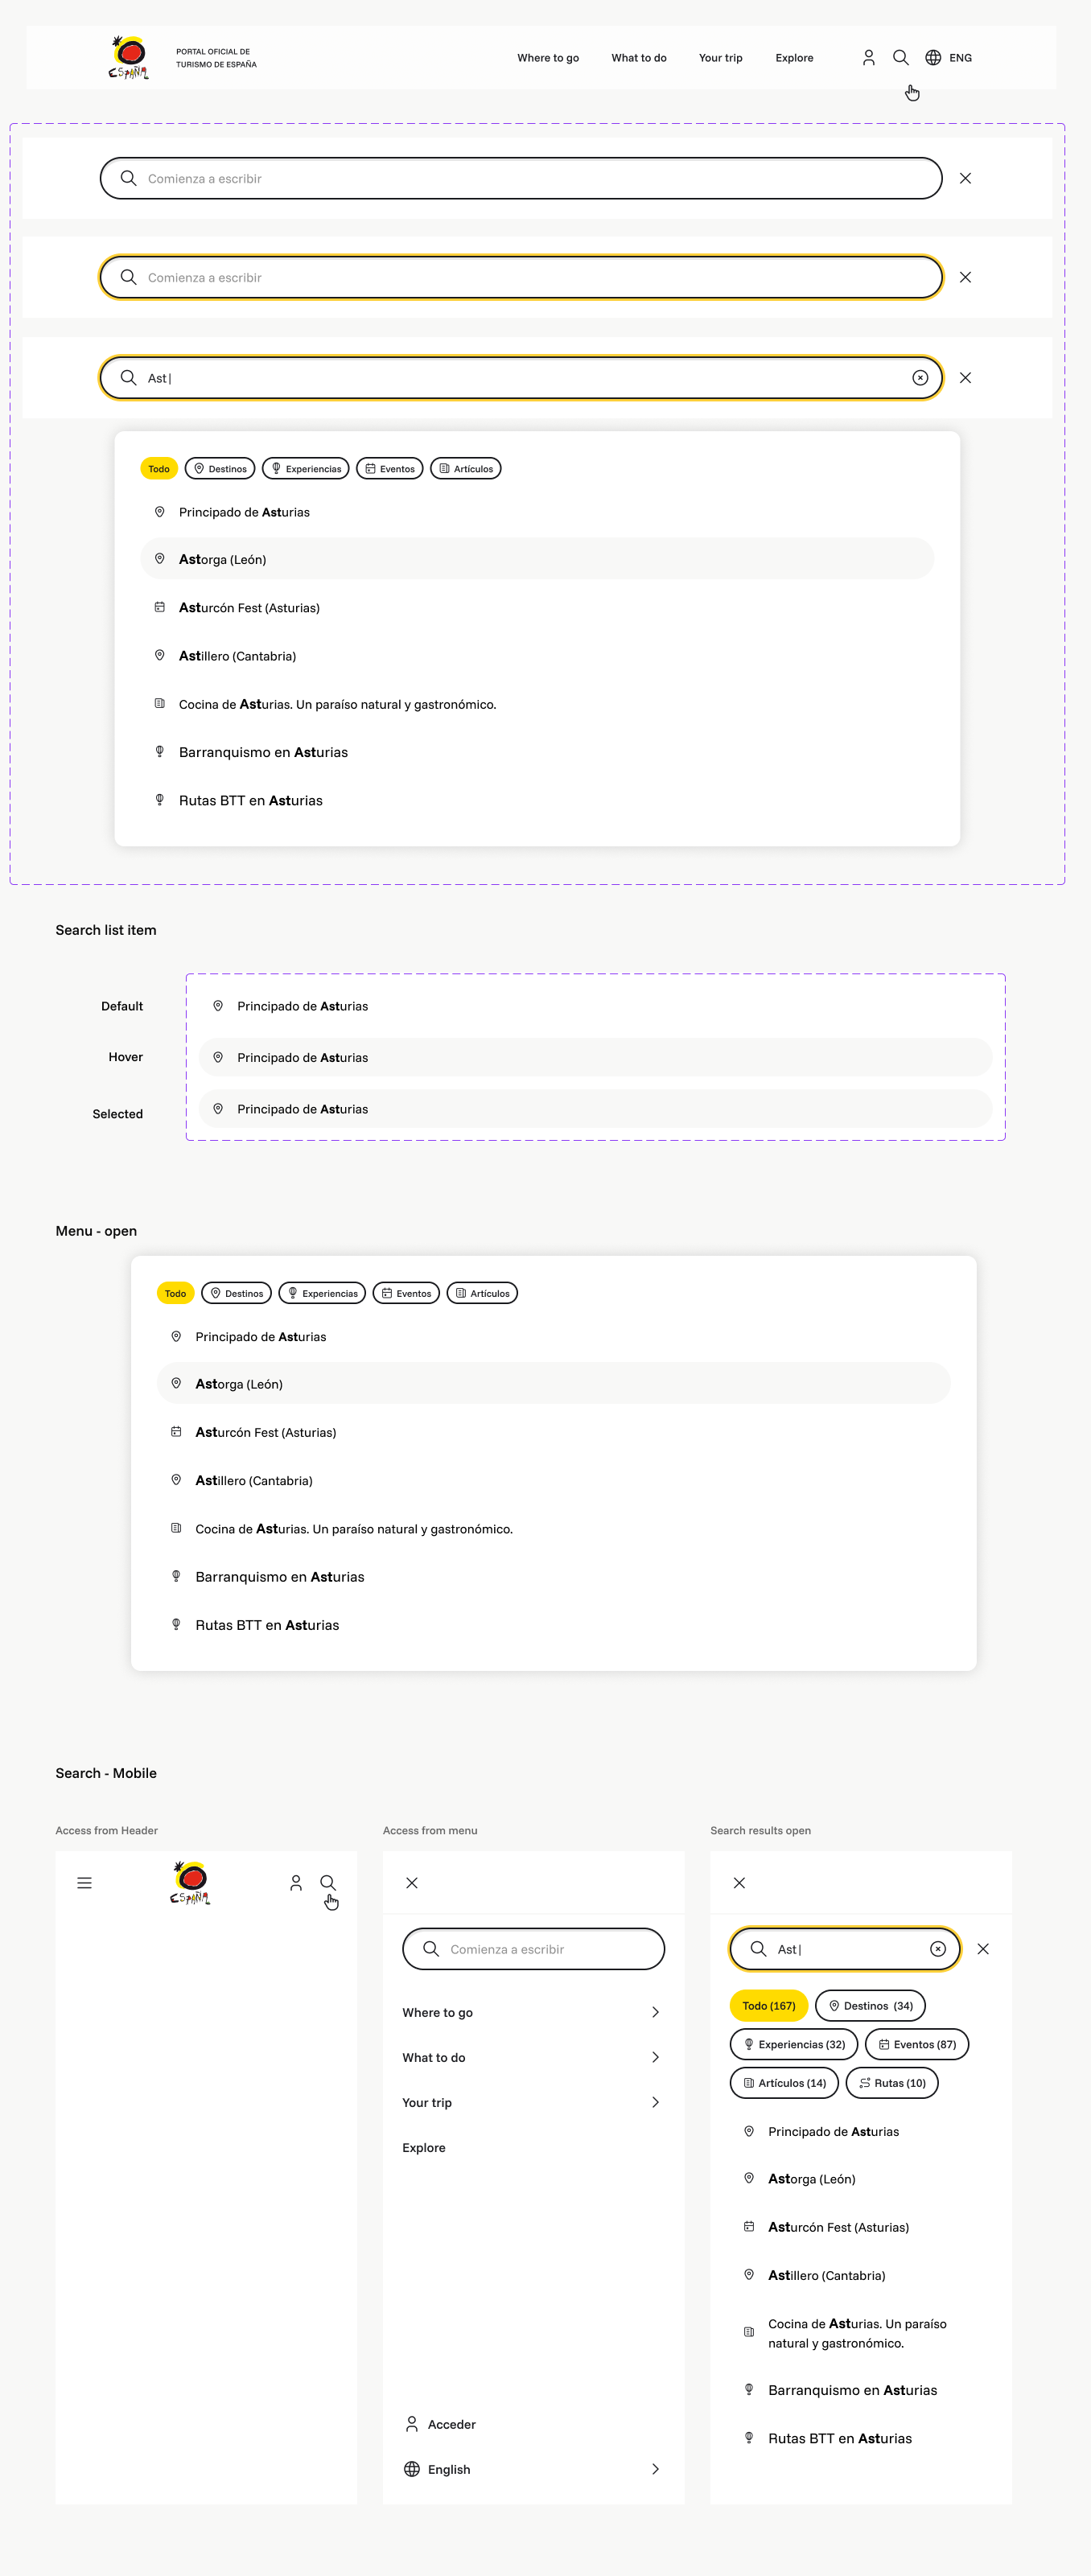 ESPAÑA
PORTAL OFICIAL DE
TURISMO DE ESPAÑA
Where to go
What to do
Your trip
Explore
ENG
Comienza a escribir
Comienza a escribir
Ast
Todo
Destinos
Experiencias
Eventos
Artículos
Principado de Asturias
Astorga (León)
Asturcón Fest (Asturias)
Astillero (Cantabria)
Cocina de Asturias. Un paraíso natural y gastronómico.
Barranquismo en Asturias
Rutas BTT en Asturias
Search list item
Default
Principado de Asturias
Hover
Principado de Asturias
Selected
Principado de Asturias
Menu - open
Todo
Destinos
Experiencias
Eventos
Artículos
Principado de Asturias
Astorga (León)
Asturcón Fest (Asturias)
Astillero (Cantabria)
Cocina de Asturias. Un paraíso natural y gastronómico.
Barranquismo en Asturias
Rutas BTT en Asturias
Search - Mobile
Access from Header
ESPAÑA
Access from menu
Comienza a escribir
Where to go
What to do
Your trip
Explore
Acceder
English
Search results open
Ast
Todo (167)
Destinos (34)
Experiencias (32)
Eventos (87)
Artículos (14)
Rutas (10)
Principado de Asturias
Astorga (León)
Asturcón Fest (Asturias)
Astillero (Cantabria)
Cocina de Asturias. Un paraíso
natural y gastronómico.
Barranquismo en Asturias
Rutas BTT en Asturias